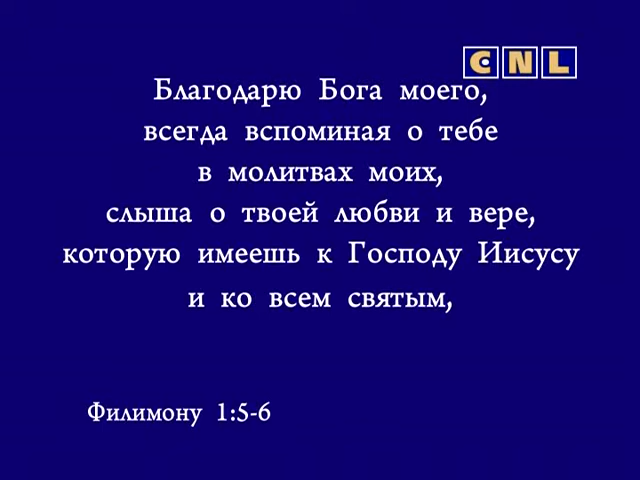 CNL
Благодарю Бога моего,
всегда вспоминая о тебе
в молитвах моих,
слыша о твоей любви и вере,
которую имеешь к Господу Иисусу
и ко всем святым,
Филимону 1:5-6